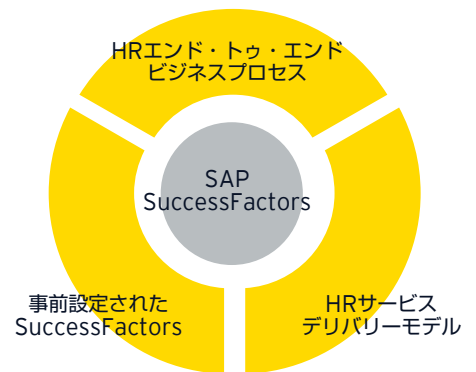 HRエンド・トゥ・エンド
ビジネスプロセス
SAP
SuccessFactors
事前設定された
SuccessFactors
HRサービス
デリバリーモデル